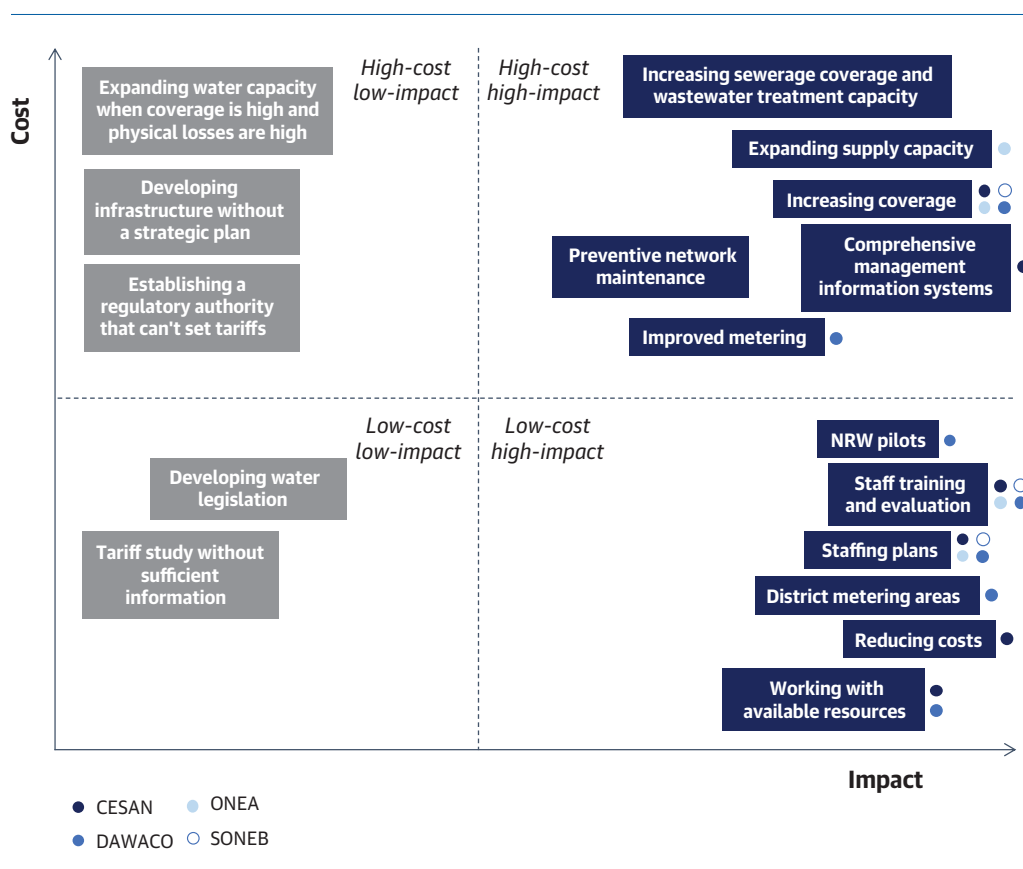 Cost
High-cost
low-impact
High-cost
high-impact
Expanding water capacity
when coverage is high and
physical losses are high
Developing
infrastructure without
a strategic plan
Establishing a
regulatory authority
that can't set tariffs
Increasing sewerage coverage and
wastewater treatment capacity
Expanding supply capacity
Increasing coverage
Preventive network
maintenance
Comprehensive
management
information systems
Improved metering
Low-cost
low-impact
Low-cost
high-impact
Developing water
legislation
Tariff study without
sufficient
information
NRW pilots
Staff training
and evaluation
Staffing plans
District metering areas
Reducing costs
Working with
available resources
Impact
CESAN
ONEA
DAWACO
SONEB